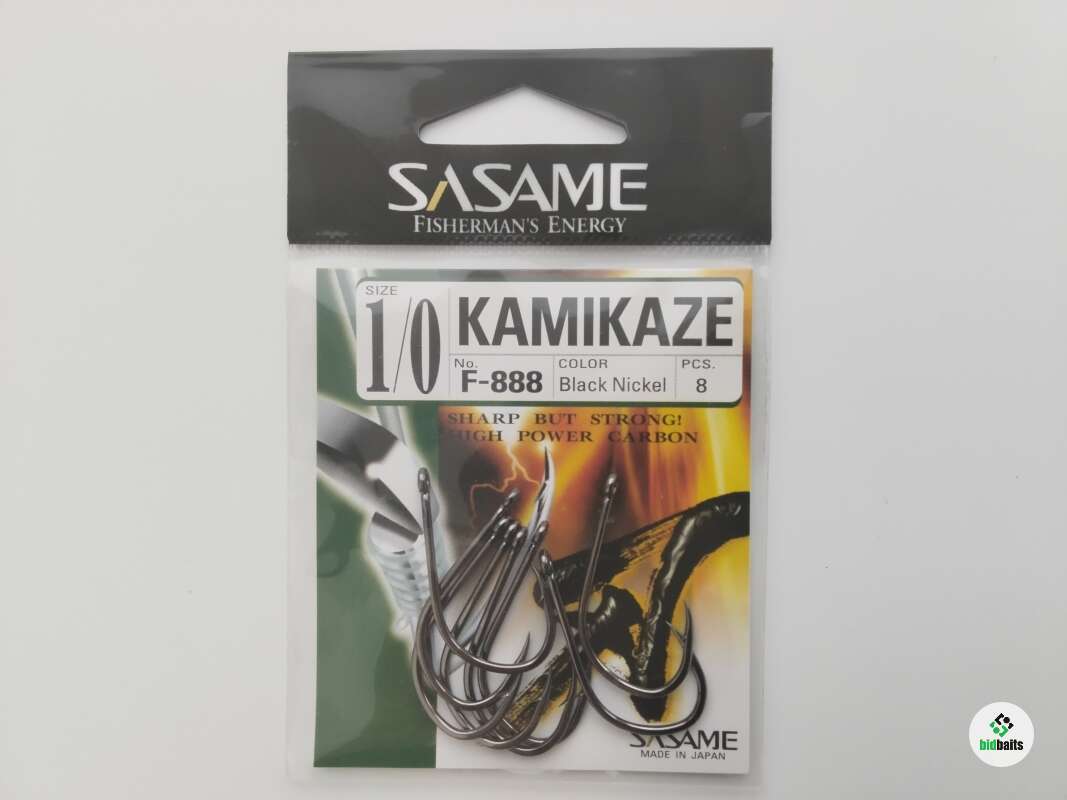 SASAME
FISHERMAN'S ENERGY
SIZE
1/0
KAMIKAZE
No.
F-888
COLOR
Black Nickel
PCS.
8
SHARP BUT STRONG!
HIGH POWER CARBON
SASAME
MADE IN JAPAN
bidbaits